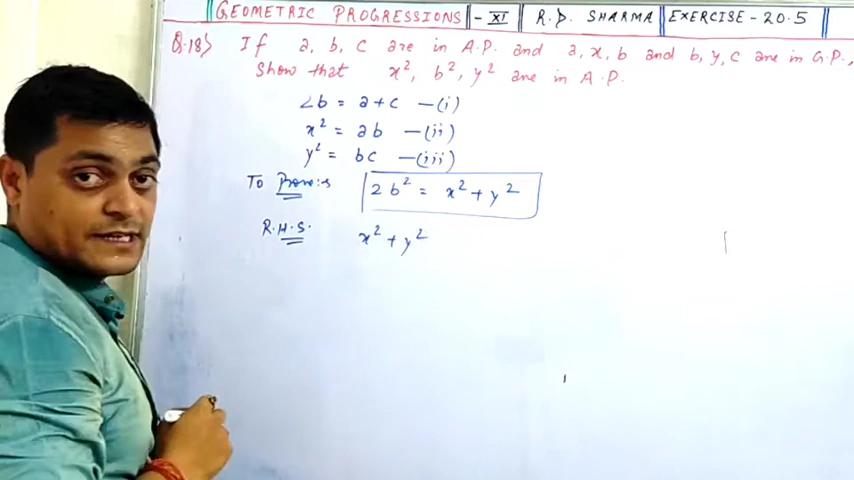 GEOMETRIC PROGRESSIONS - XI R.D. SHARMA EXERCISE - 20.5
Q.18) If a, b, c are in A.P. and a, x, b and b, y, c are in G.P.,
Show that x², b², y² are in A.P.
2b = a + c —(i)
x² = ab —(ii)
y² = bc —(iii)
To Prove:- 2b² = x² + y²
R.H.S. x² + y²